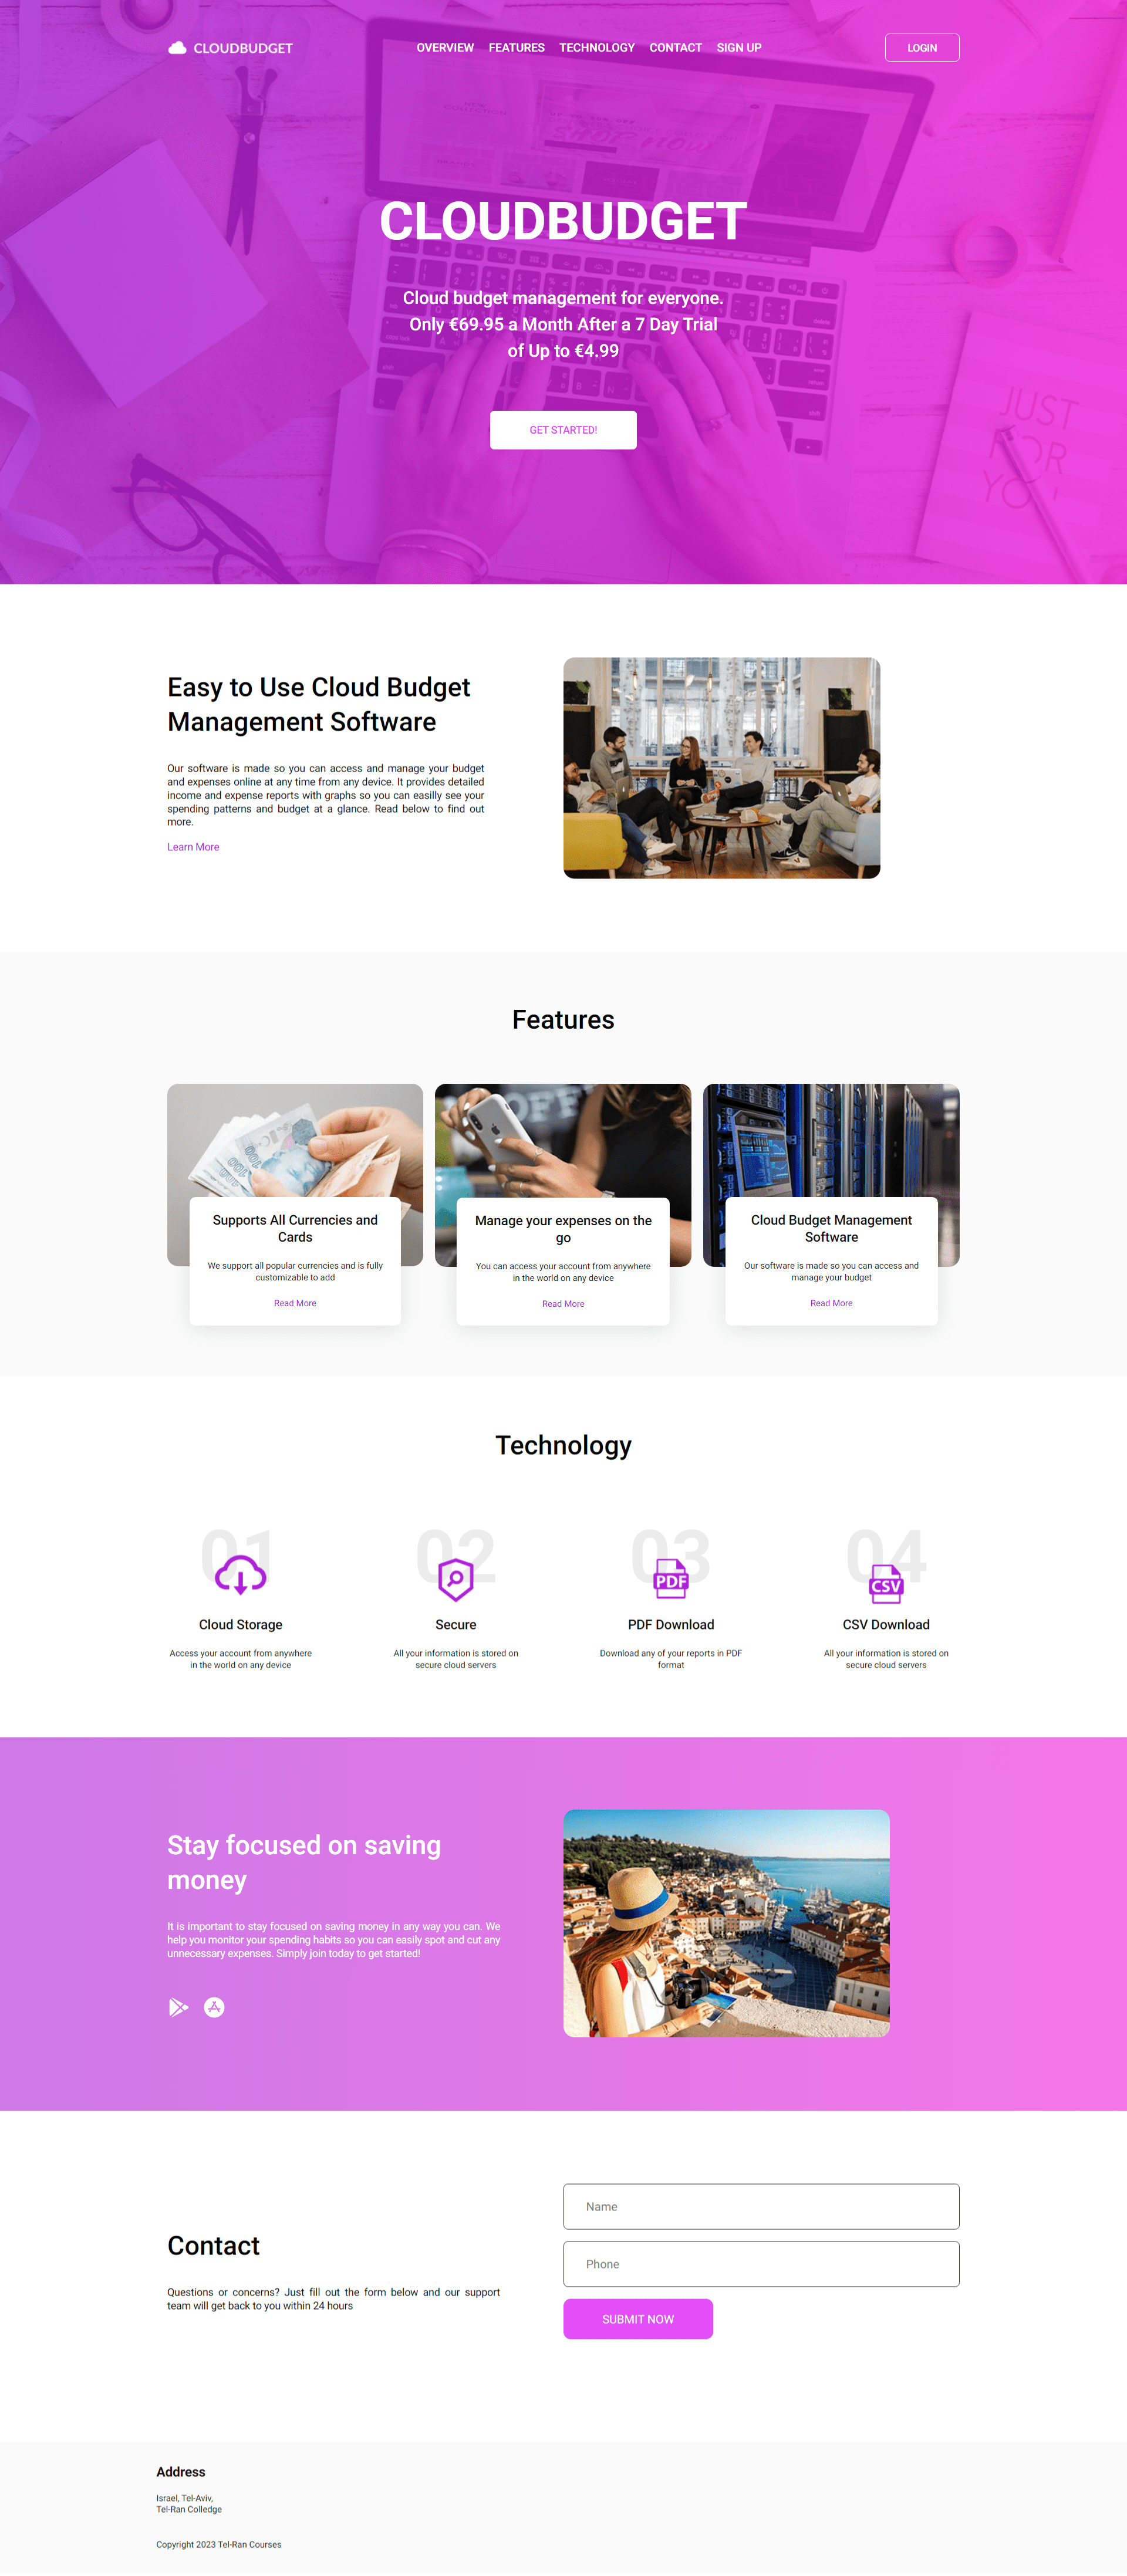 CLOUDBUDGET
OVERVIEW FEATURES TECHNOLOGY CONTACT SIGN UP
LOGIN
SHOP NOW
CLOUDBUDGET
Cloud budget management for everyone.
Only €69.95 a Month After a 7 Day Trial
of Up to €4.99
GET STARTED!
JUST
FOR
YOU
Easy to Use Cloud Budget
Management Software
Our software is made so you can access and manage your budget
and expenses online at any time from any device. It provides detailed
income and expense reports with graphs so you can easilly see your
spending patterns and budget at a glance. Read below to find out
more.
Learn More
Features
Supports All Currencies and
Cards
We support all popular currencies and is fully
customizable to add
Read More
Manage your expenses on the
go
You can access your account from anywhere
in the world on any device
Read More
Cloud Budget Management
Software
Our software is made so you can access and
manage your budget
Read More
Technology
01
Cloud Storage
Access your account from anywhere
in the world on any device
02
Secure
All your information is stored on
secure cloud servers
03
PDF
PDF Download
Download any of your reports in PDF
format
04
CSV
CSV Download
All your information is stored on
secure cloud servers
Stay focused on saving
money
It is important to stay focused on saving money in any way you can. We
help you monitor your spending habits so you can easily spot and cut any
unnecessary expenses. Simply join today to get started!
Contact
Questions or concerns? Just fill out the form below and our support
team will get back to you within 24 hours
Name
Phone
SUBMIT NOW
Address
Israel, Tel-Aviv,
Tel-Ran Colledge
Copyright 2023 Tel-Ran Courses